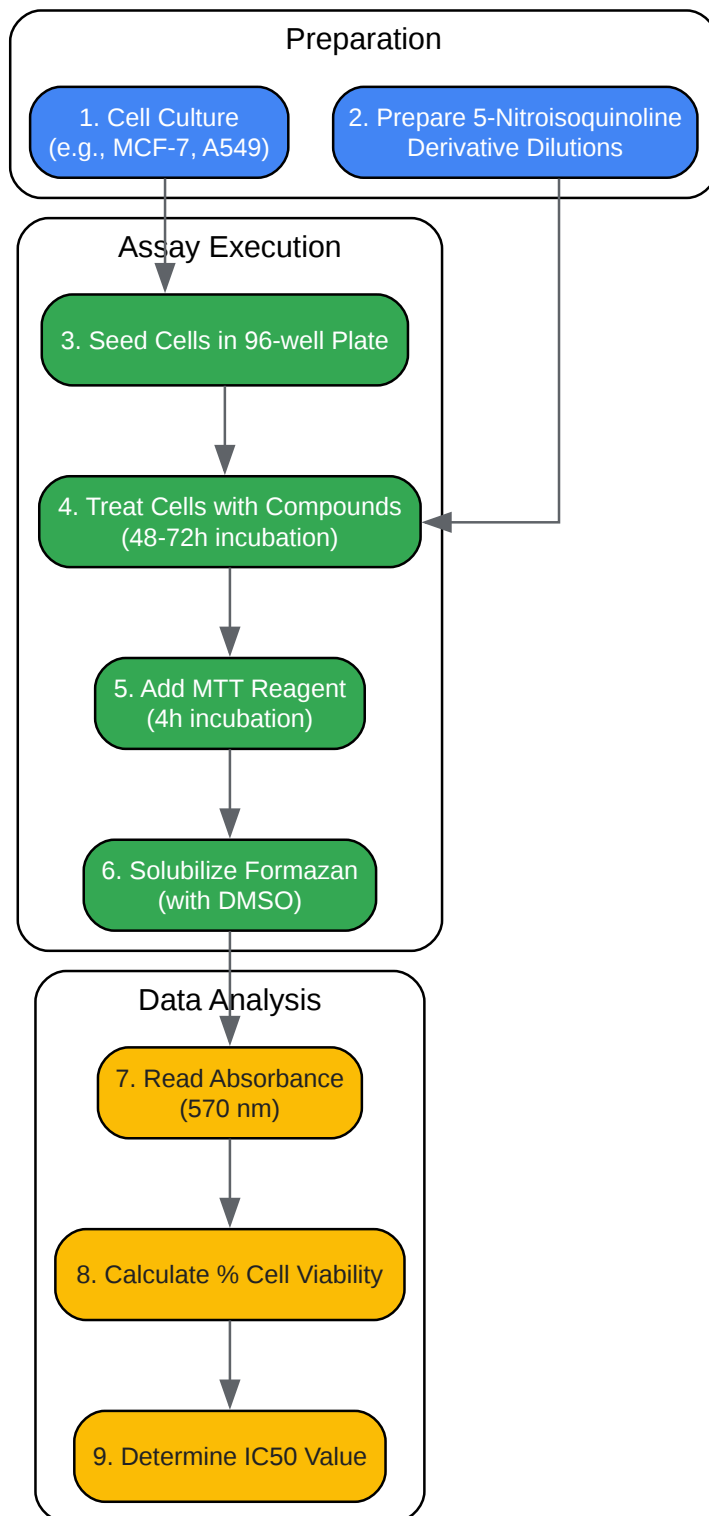 Preparation
1. Cell Culture
(e.g., MCF-7, A549)
2. Prepare 5-Nitroisoquinoline
Derivative Dilutions
Assay Execution
3. Seed Cells in 96-well Plate
4. Treat Cells with Compounds
(48-72h incubation)
5. Add MTT Reagent
(4h incubation)
6. Solubilize Formazan
(with DMSO)
Data Analysis
7. Read Absorbance
(570 nm)
8. Calculate % Cell Viability
9. Determine IC50 Value